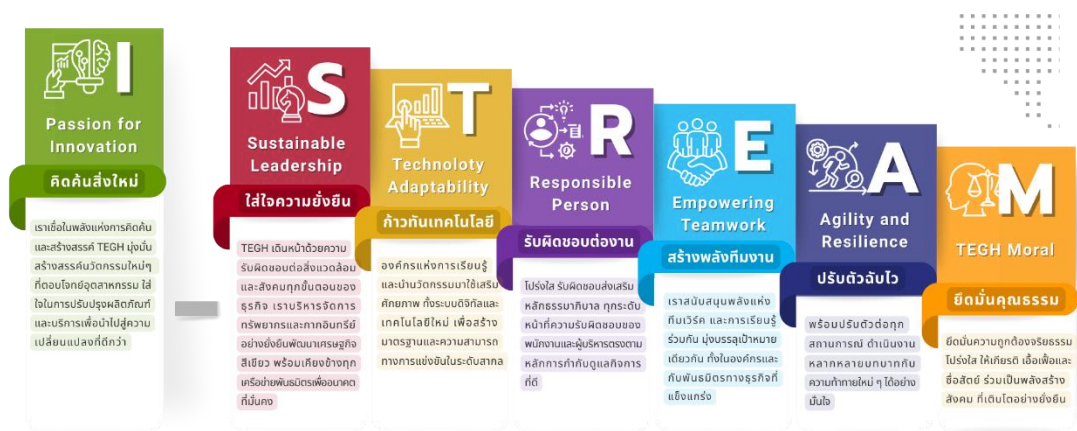 I
Passion for
Innovation
คิดค้นสิ่งใหม่
เราเชื่อในพลังแห่งการคิดค้น
และสร้างสรรค์ TEGH มุ่งมั่น
สร้างสรรค์นวัตกรรมใหม่ๆ
ที่ตอบโจทย์อุตสาหกรรม ใส่
ใจในการปรับปรุงผลิตภัณฑ์
และบริการเพื่อนำไปสู่ความ
เปลี่ยนแปลงที่ดีกว่า
S
Sustainable
Leadership
ใส่ใจความยั่งยืน
TEGH เดินหน้าด้วยความ
รับผิดชอบต่อสิ่งแวดล้อม
และสังคมทุกขั้นตอนของ
ธุรกิจ เราบริหารจัดการ
ทรัพยากรและกากอินทรีย์
อย่างยั่งยืนพัฒนาเศรษฐกิจ
สีเขียว พร้อมเคียงข้างทุก
เครือข่ายพันธมิตรเพื่ออนาคต
ที่มั่นคง
T
Technoloty
Adaptability
ก้าวทันเทคโนโลยี
องค์กรแห่งการเรียนรู้
และนำนวัตกรรมมาใช้เสริม
ศักยภาพ ทั้งระบบดิจิทัลและ
เทคโนโลยีใหม่ เพื่อสร้าง
มาตรฐานและความสามารถ
ทางการแข่งขันในระดับสากล
R
Responsible
Person
รับผิดชอบต่องาน
โปร่งใส รับผิดชอบส่งเสริม
หลักธรรมาภิบาล ทุกระดับ
หน้าที่ความรับผิดชอบของ
พนักงานและผู้บริหารตรงตาม
หลักการกำกับดูแลกิจการ
ที่ดี
E
Empowering
Teamwork
สร้างพลังทีมงาน
เราสนับสนุนพลังแห่ง
ทีมเวิร์ค และการเรียนรู้
ร่วมกัน มุ่งบรรลุเป้าหมาย
เดียวกัน ทั้งในองค์กรและ
กับพันธมิตรทางธุรกิจที่
แข็งแกร่ง
A
Agility and
Resilience
ปรับตัวฉับไว
พร้อมปรับตัวต่อทุก
สถานการณ์ ดำเนินงาน
หลากหลายบทบาทกับ
ความท้าทายใหม่ ๆ ได้อย่าง
มั่นใจ
M
TEGH Moral
ยึดมั่นคุณธรรม
ยึดมั่นความถูกต้องจริยธรรม
โปร่งใส ให้เกียรติ เอื้อเฟื้อและ
ซื่อสัตย์ ร่วมเป็นพลังสร้าง
สังคม ที่เติบโตอย่างยั่งยืน